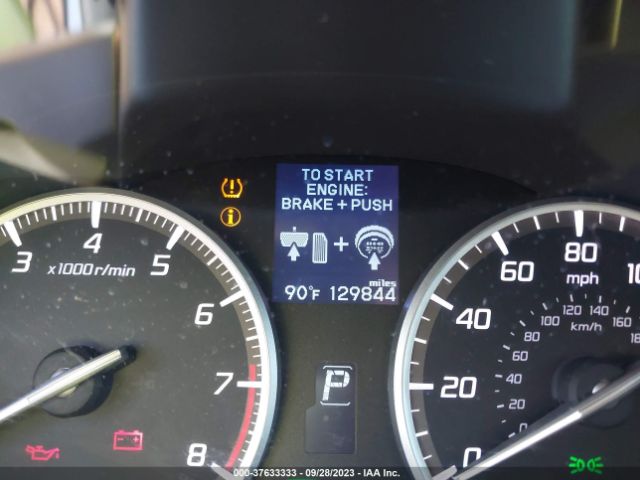 TO START
ENGINE:
BRAKE + PUSH
miles
90°F 129844
3 4 5 6 7 8
x1000r/min
P
0 20 40 60 80
mph
0 20 40 60 80 100 120 140 160
km/h
000-37633333 - 09/28/2023 - IAA Inc.